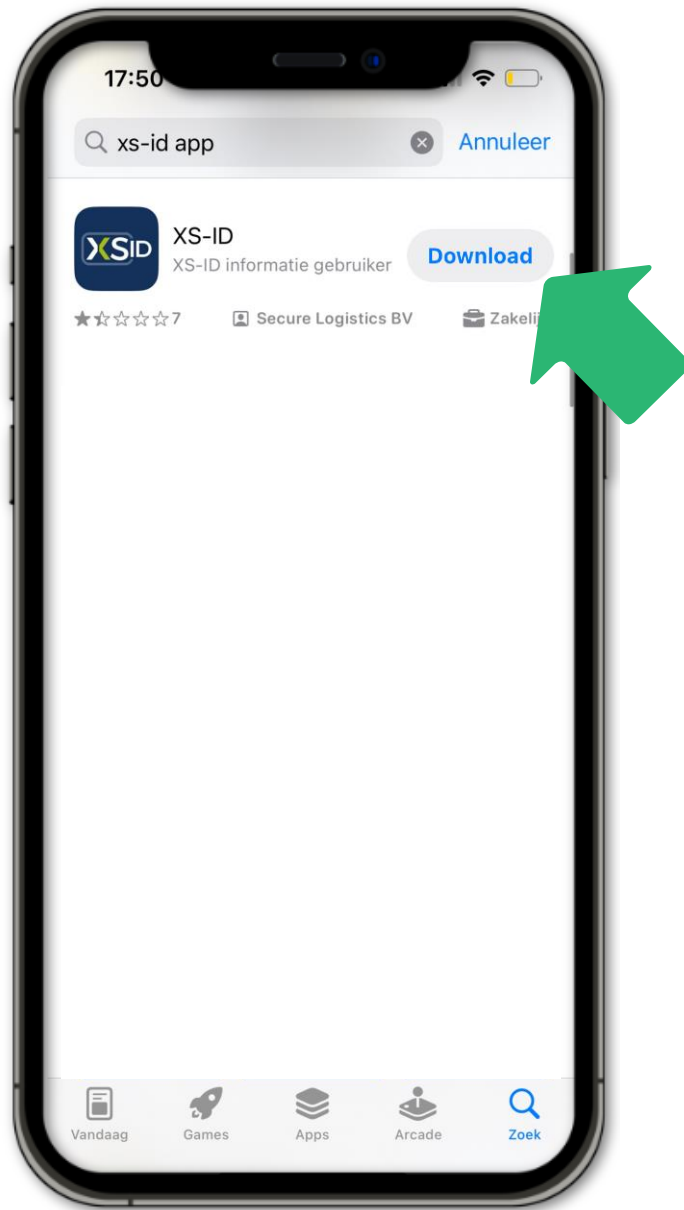 17:50
xs-id app
Annuleer
XSID
XS-ID
XS-ID informatie gebruiker
Download
7
Secure Logistics BV
Zakelij
Vandaag
Games
Apps
Arcade
Zoek